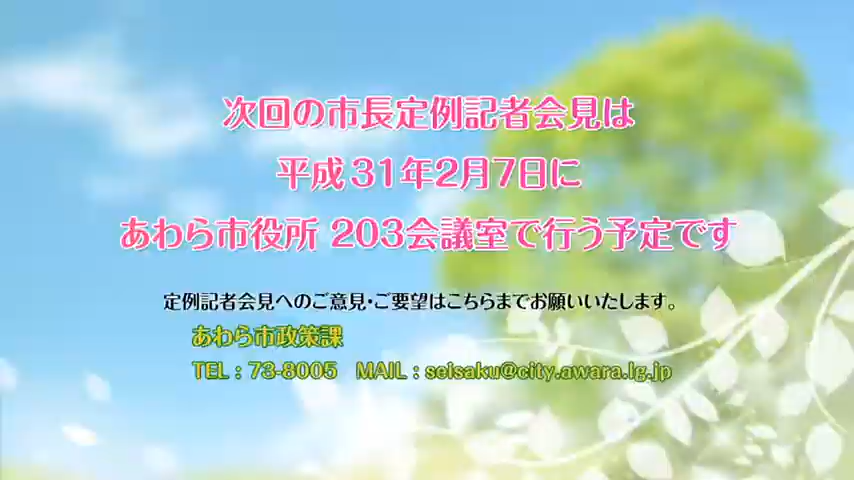 次回の市長定例記者会見は
平成31年2月7日に
あわら市役所 203会議室で行う予定です
定例記者会見へのご意見・ご要望はこちらまでお願いいたします。
あわら市政策課
TEL：73-8005 MAIL：seisaku@city.awara.lg.jp